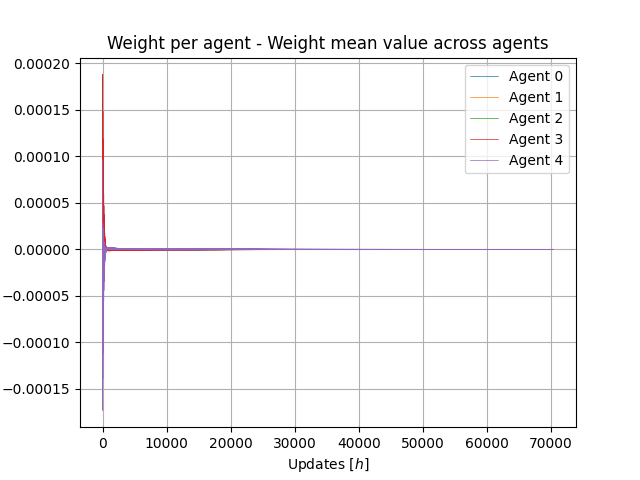 Weight per agent - Weight mean value across agents
0.00020
0.00015
0.00010
0.00005
0.00000
−0.00005
−0.00010
−0.00015
Agent 0
Agent 1
Agent 2
Agent 3
Agent 4
0 10000 20000 30000 40000 50000 60000 70000
Updates [h]